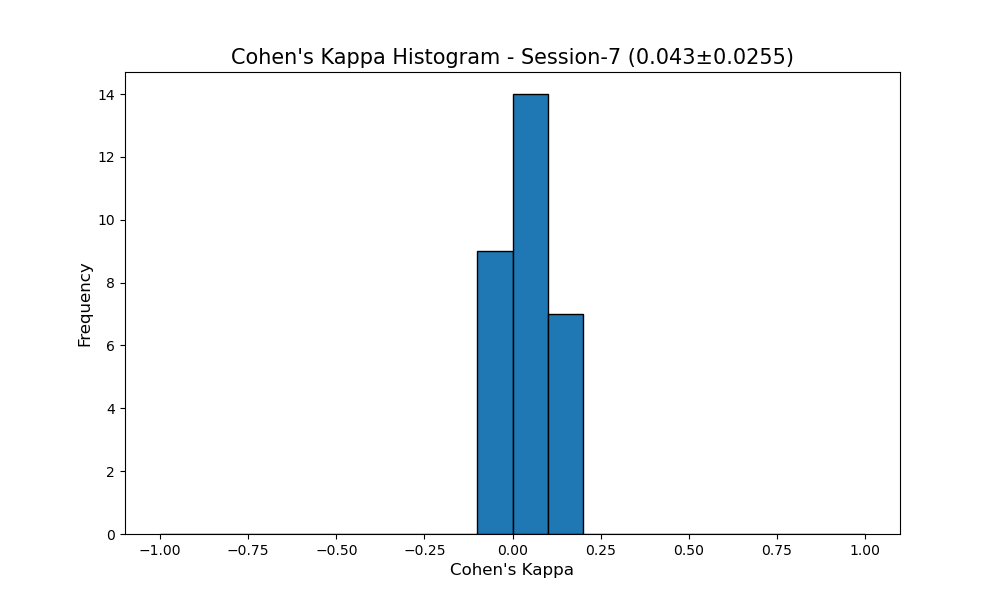 Cohen's Kappa Histogram - Session-7 (0.043±0.0255)
14
12
10
8
6
4
2
0
Frequency
−1.00 −0.75 −0.50 −0.25 0.00 0.25 0.50 0.75 1.00
Cohen's Kappa